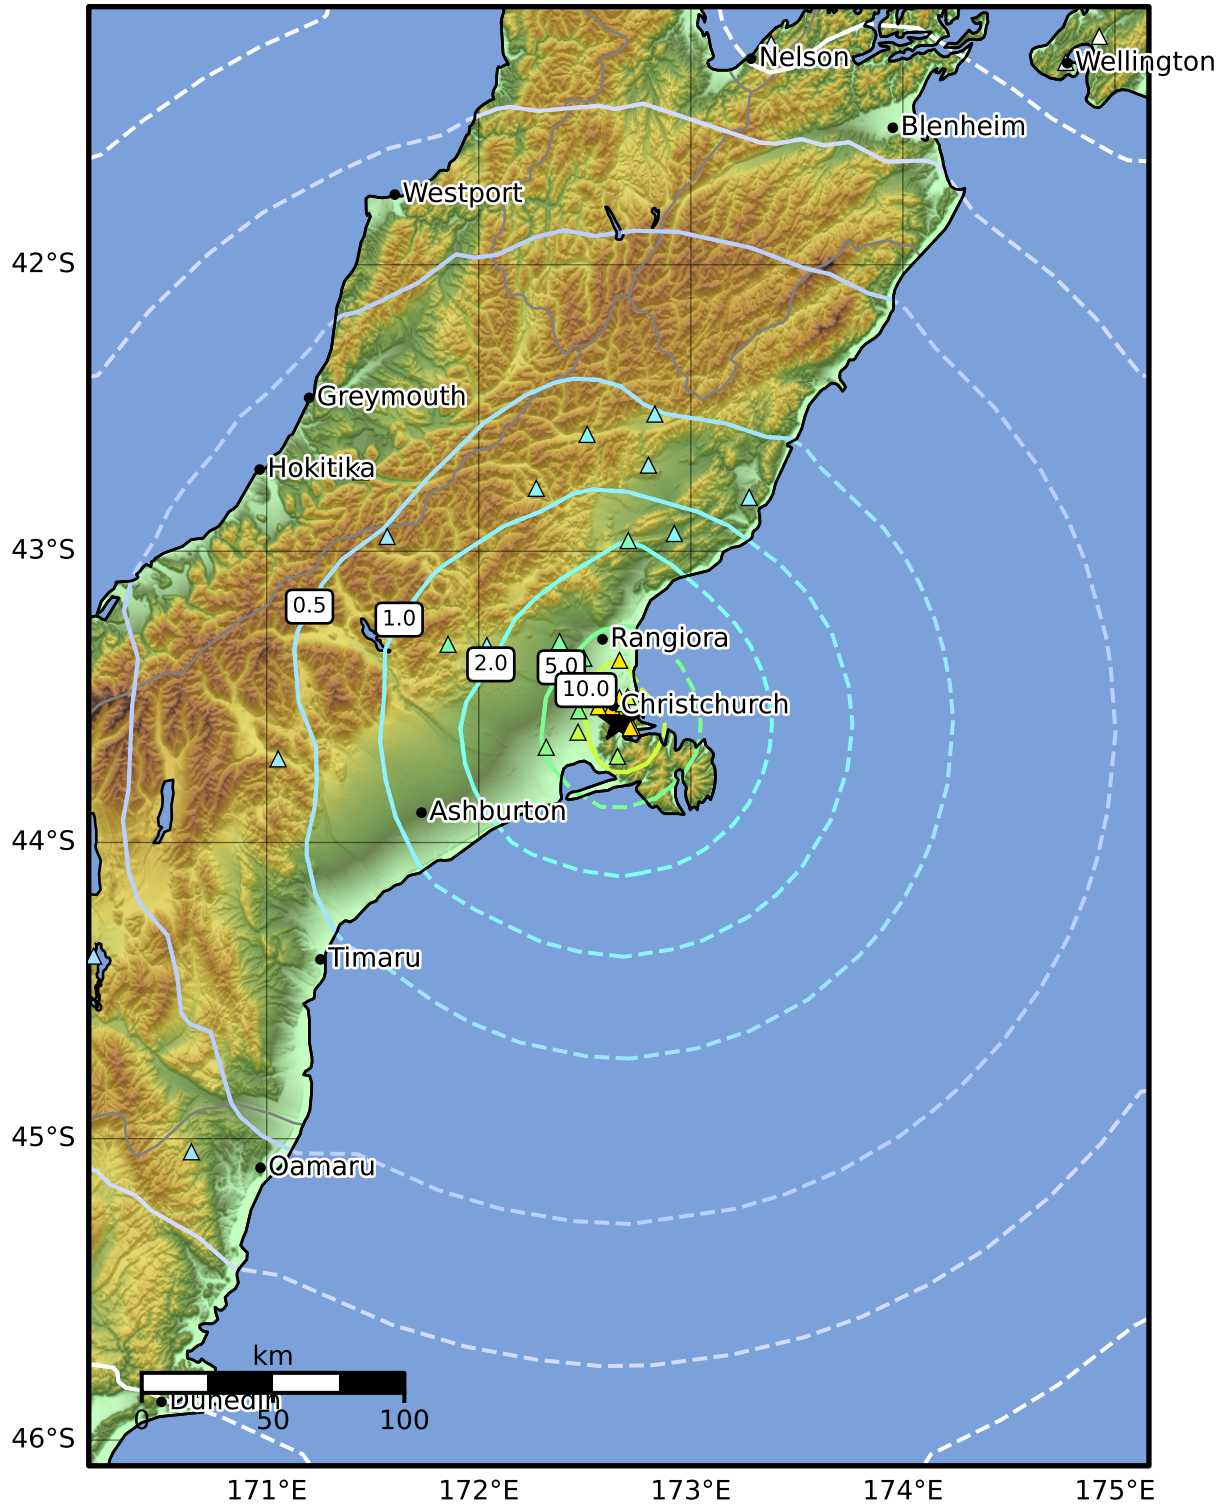 Nelson
Wellington
Blenheim
Westport
42°S
Greymouth
Hokitika
43°S
0.5
1.0
Rangiora
2.0
5.0
10.0
Christchurch
Ashburton
44°S
Timaru
45°S
Oamaru
km
Dunedin
0
50
100
46°S
171°E
172°E
173°E
174°E
175°E